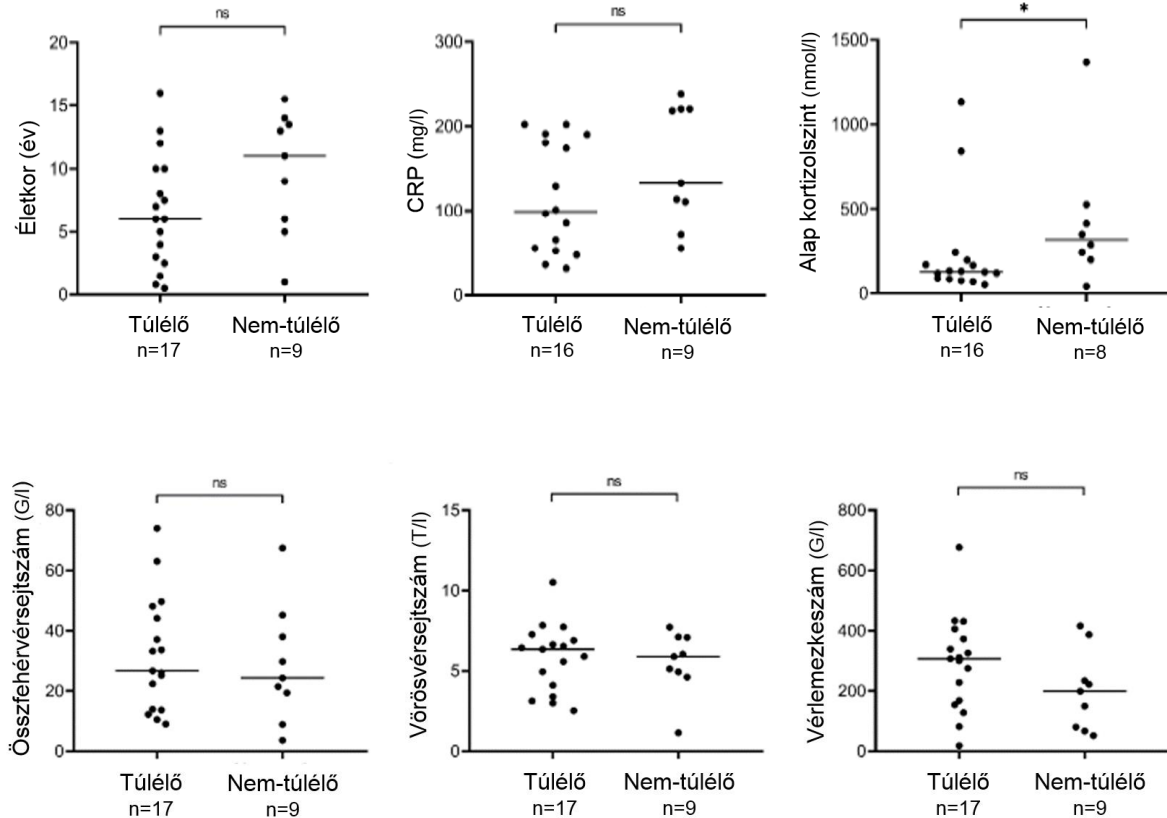 ns
Életkor (év)
20
15
10
5
0
Túlélő
n=17
Nem-túlélő
n=9
ns
CRP (mg/l)
300
200
100
0
Túlélő
n=16
Nem-túlélő
n=9
*
Alap kortizolszint (nmol/l)
1500
1000
500
0
Túlélő
n=16
Nem-túlélő
n=8
ns
Összfehérvérsejtszám (G/l)
80
60
40
20
0
Túlélő
n=17
Nem-túlélő
n=9
ns
Vörösvérsejtszám (T/l)
15
10
5
0
Túlélő
n=17
Nem-túlélő
n=9
ns
Vérlemezkeszám (G/l)
800
600
400
200
0
Túlélő
n=17
Nem-túlélő
n=9